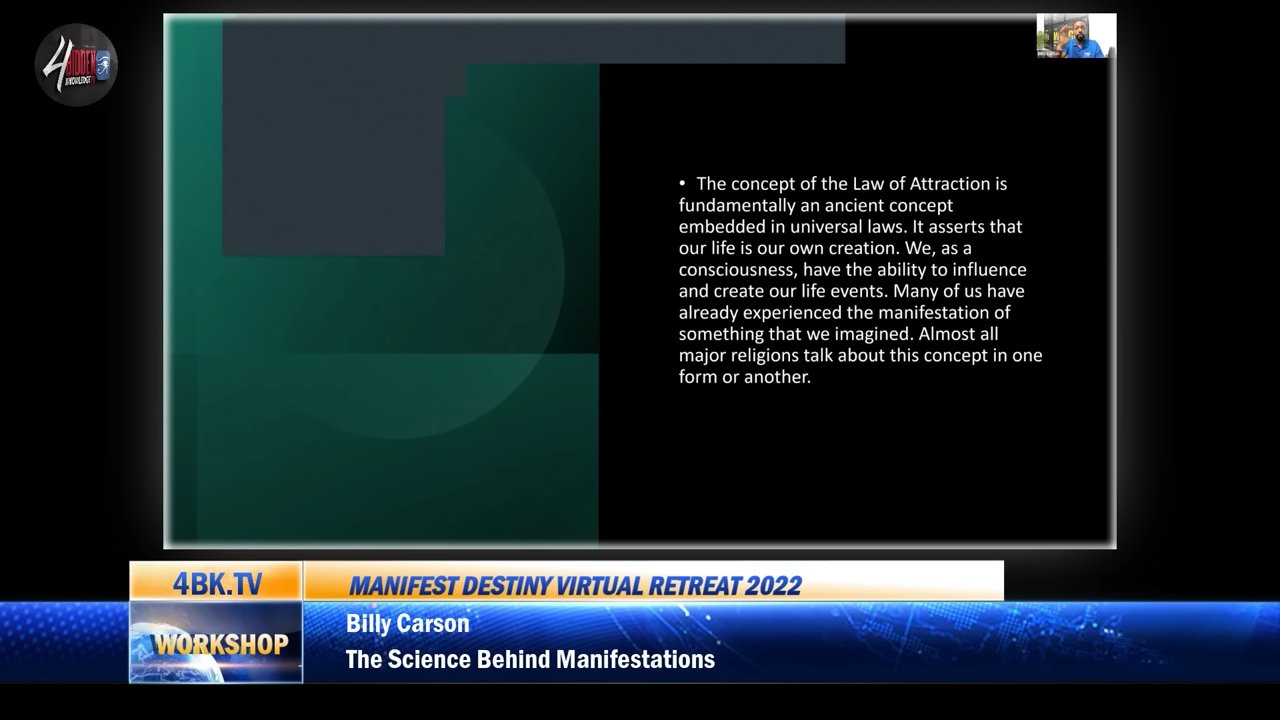 4BIDDEN
KNOWLEDGE
• The concept of the Law of Attraction is
fundamentally an ancient concept
embedded in universal laws. It asserts that
our life is our own creation. We, as a
consciousness, have the ability to influence
and create our life events. Many of us have
already experienced the manifestation of
something that we imagined. Almost all
major religions talk about this concept in one
form or another.
4BK.TV
MANIFEST DESTINY VIRTUAL RETREAT 2022
WORKSHOP
Billy Carson
The Science Behind Manifestations